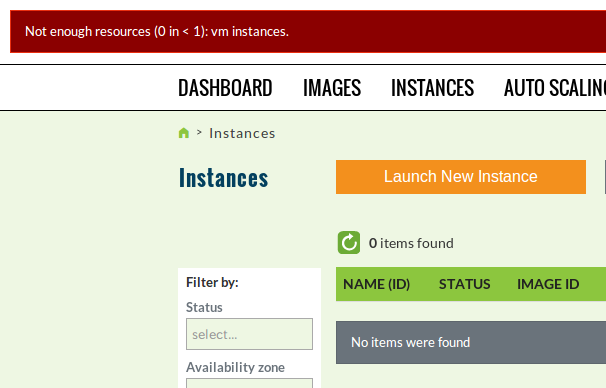 Not enough resources (0 in < 1): vm instances.
DASHBOARD IMAGES INSTANCES AUTO SCALING
> Instances
Instances
Launch New Instance
0 items found
Filter by:
NAME (ID) STATUS IMAGE ID
Status
select...
No items were found
Availability zone